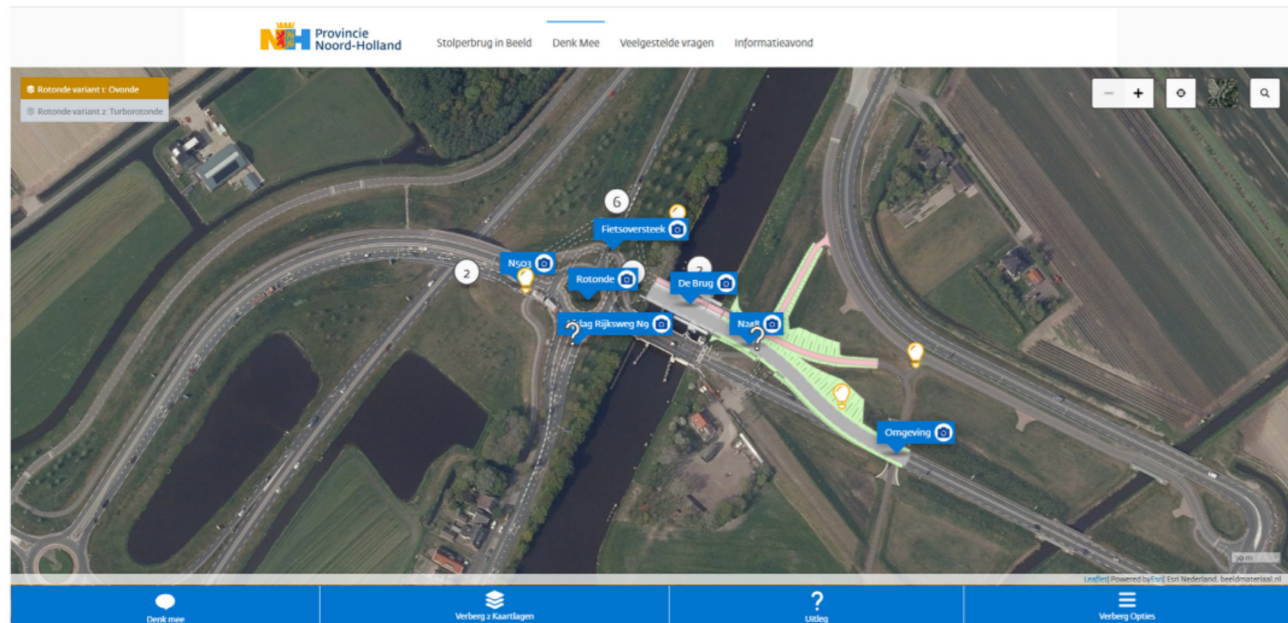 Provincie
Noord-Holland
Stolperbrug in Beeld Denk Mee Veelgestelde vragen Informatieavond
Rotonde variant 1: Ovonde
Rotonde variant 2: Turborotonde
6
Fietsoversteek
2
N503
Rotonde
De Brug
Rijksweg N9
N248
Omgeving
50 m
Leaflet| Powered by Esri| Esri Nederland, beeldmateriaal.nl
Denk mee
Verberg 2 Kaartlagen
?
Uitleg
Verberg Opties